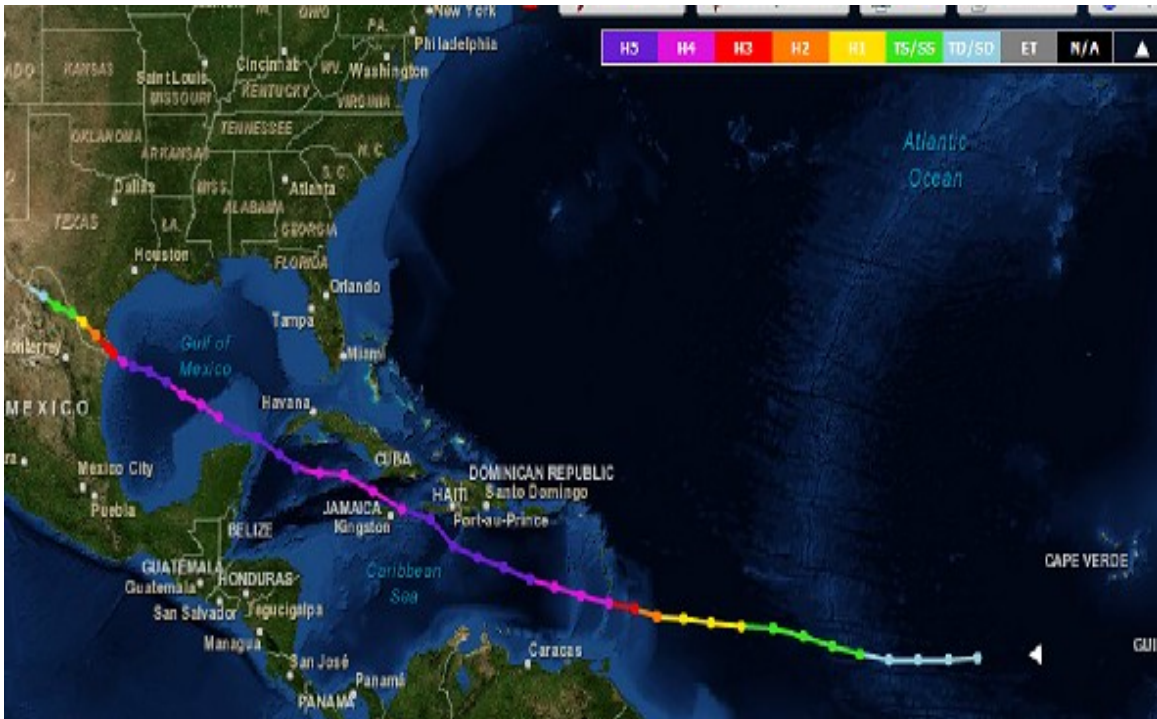 New York
PA.
Philadelphia
Cincinnati
W.V.
Washington
KANSAS
Saint Louis
MISSOURI
KENTUCKY
VIRGINIA
OKLAHOMA
ARKANSAS
TENNESSEE
N.C.
S.C.
Dallas
MISS.
Atlanta
ALABAMA
GEORGIA
TEXAS
LA.
Houston
FLORIDA
Orlando
Tampa
Miami
H5 H4 H3 H2 H1 TS/SS TD/SD ET N/A
Atlantic
Ocean
Gulf of
Mexico
Monterrey
MEXICO
Havana
CUBA
Mexico City
Puebla
DOMINICAN REPUBLIC
HAITI
Santo Domingo
JAMAICA
Kingston
Port-au-Prince
BELIZE
GUATEMALA
Guatemala
HONDURAS
San Salvador
Tegucigalpa
Managua
Caribbean
Sea
CAPE VERDE
San José
Panamá
PANAMA
Caracas
GUI